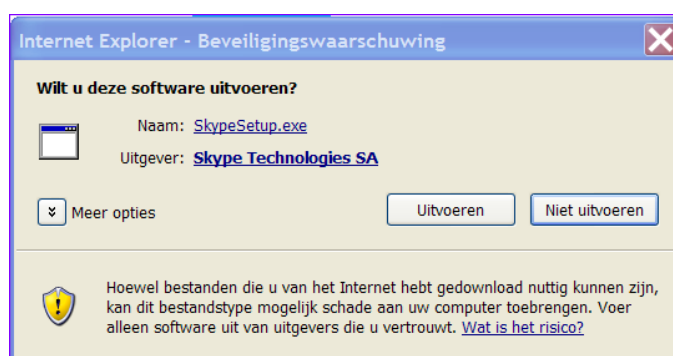 Internet Explorer - Beveiligingswaarschuwing
Wilt u deze software uitvoeren?
Naam: SkypeSetup.exe
Uitgever: Skype Technologies SA
Meer opties
Uitvoeren
Niet uitvoeren
Hoewel bestanden die u van het Internet hebt gedownload nuttig kunnen zijn,
kan dit bestandstype mogelijk schade aan uw computer toebrengen. Voer
alleen software uit van uitgevers die u vertrouwt. Wat is het risico?